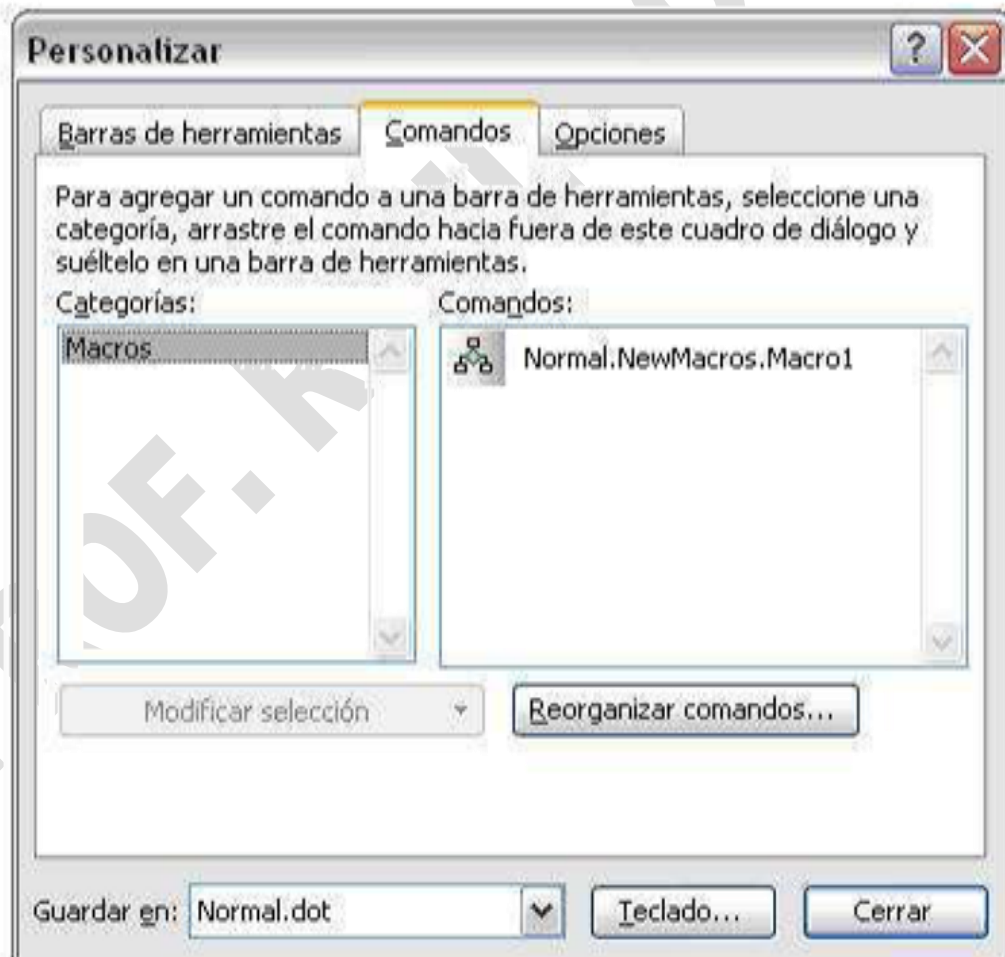 Personalizar
Barras de herramientas Comandos Opciones
Para agregar un comando a una barra de herramientas, seleccione una
categoría, arrastre el comando hacia fuera de este cuadro de diálogo y
suéltelo en una barra de herramientas.
Categorías: Comandos:
Macros Normal.NewMacros.Macro1
Modificar selección Reorganizar comandos...
Guardar en: Normal.dot Teclado... Cerrar